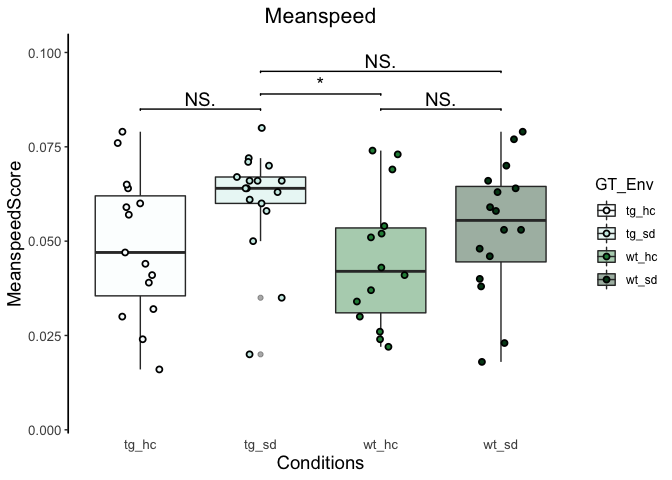 Meanspeed
0.100
0.075
0.050
0.025
0.000
MeanspeedScore
NS.
*
NS.
NS.
tg_hc
tg_sd
wt_hc
wt_sd
Conditions
GT_Env
tg_hc
tg_sd
wt_hc
wt_sd